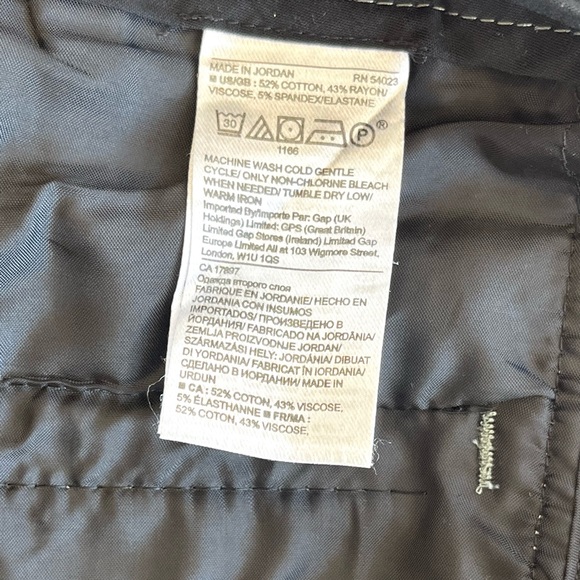 MADE IN JORDAN RN 54023
■ US/GB : 52% COTTON, 43% RAYON/
VISCOSE, 5% SPANDEX/ELASTANE.
30 P ®
1166
MACHINE WASH COLD GENTLE
CYCLE/ ONLY NON-CHLORINE BLEACH
WHEN NEEDED/ TUMBLE DRY LOW/
WARM IRON
Imported By/Importe Par: Gap (UK
Holdings) Limited: GPS (Great Britain)
Limited Gap Stores (Ireland) Limited Gap
Europe Limited All at 103 Wigmore Street,
London, W1U 1QS
CA 17897
Одежда второго слоя
FABRIQUE EN JORDANIE/ HECHO EN
JORDANIA CON INSUMOS
IMPORTADOS/ПРОИЗВЕДЕНО В
ЙОРДАНИЯ/ FABRICADO NA JORDÂNIA/
ZEMLJA PROIZVODNJE JORDAN/
SZÁRMAZÁSI HELY: JORDÁNIA/ DIBUAT
DI YORDANIA/ FABRICAT ÎN IORDANIA/
СДЕЛАНО В ИОРДАНИИ/ MADE IN
URDUN
■ CA : 52% COTTON, 43% VISCOSE,
5% ÉLASTHANNE ■ FR/MA :
52% COTON, 43% VISCOSE,